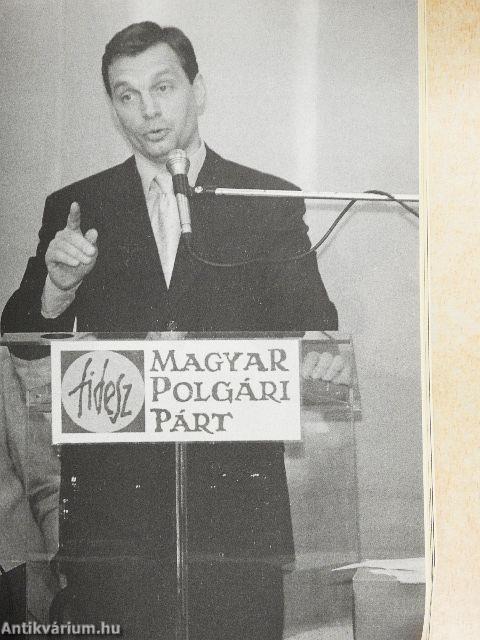 fidesz
MAGYAR
POLGÁRI
PÁRT
Antikvárium.hu